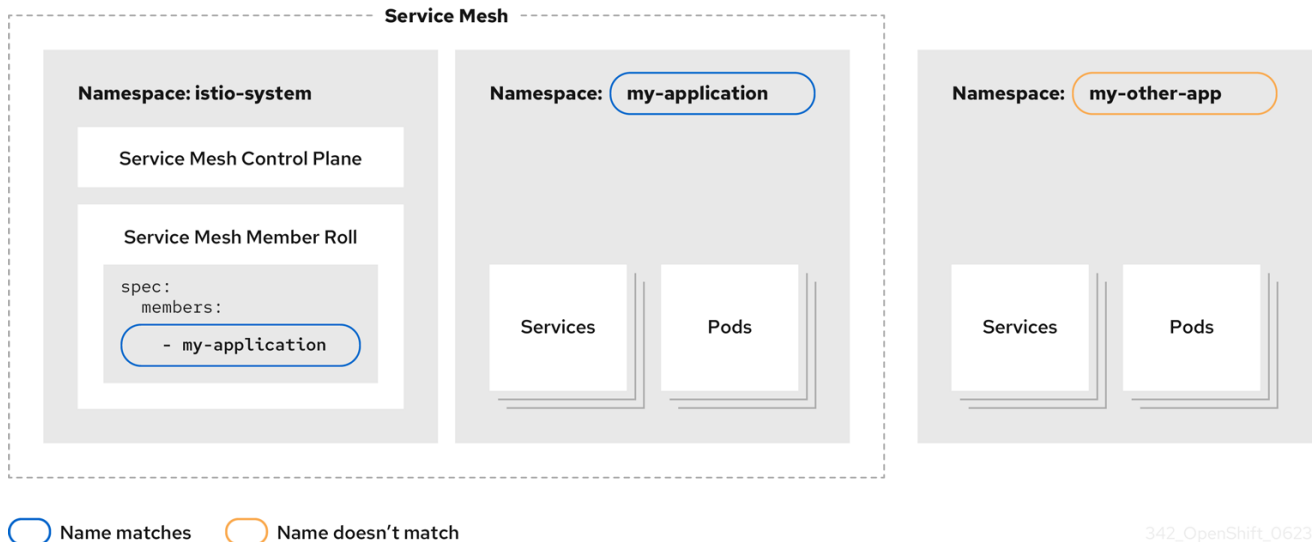 Service Mesh
Namespace: istio-system
Service Mesh Control Plane
Service Mesh Member Roll
spec:
members:
- my-application
Namespace: my-application
Services
Pods
Namespace: my-other-app
Services
Pods
Name matches
Name doesn’t match
342_OpenShift_0623